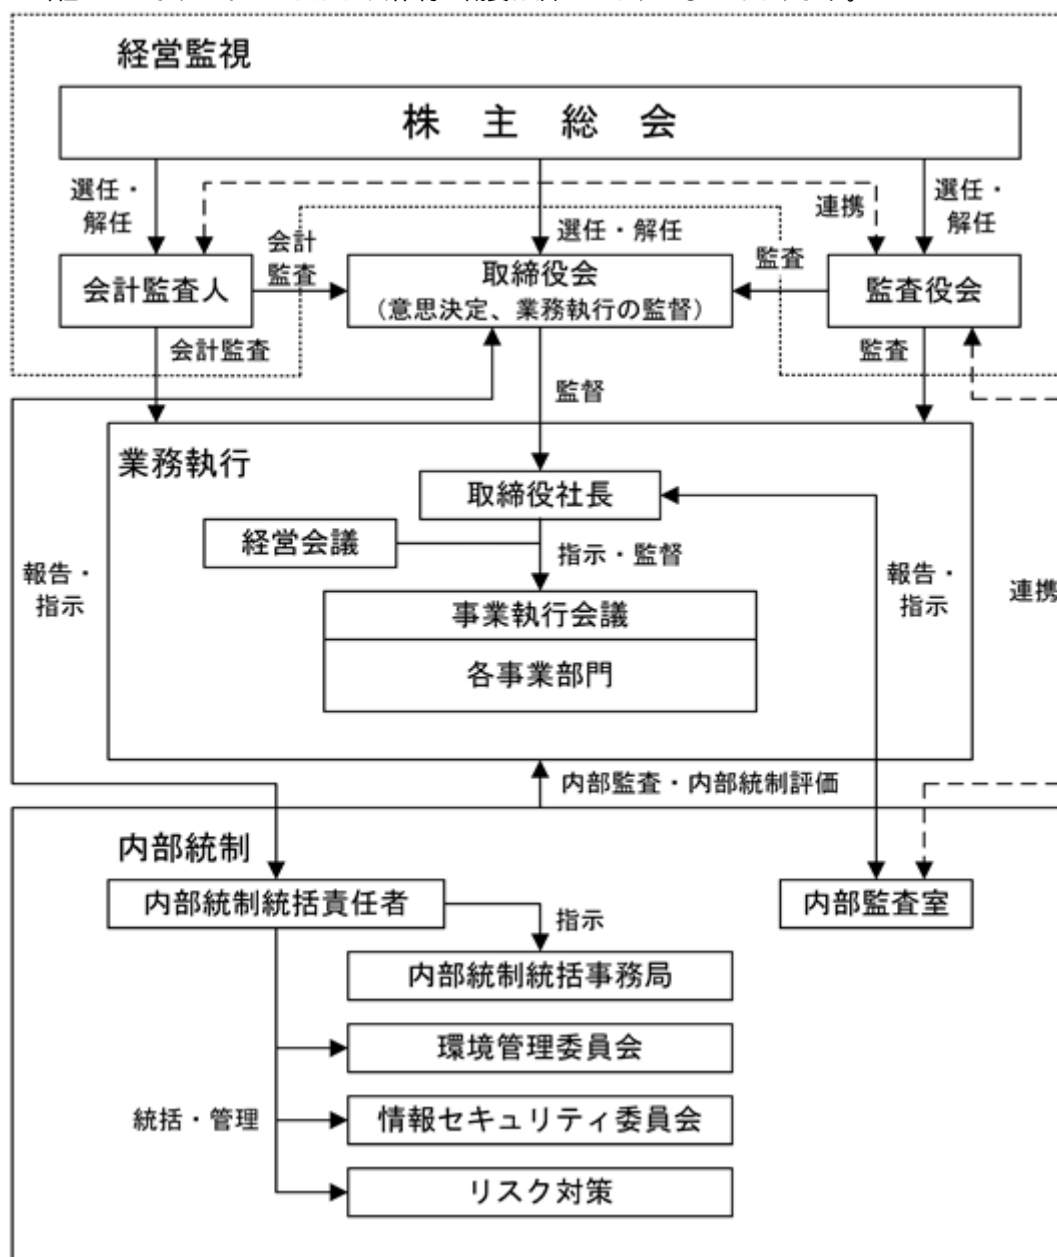 経営監視
株主総会
選任・
解任
連携
選任・
解任
選任・解任
会計
監査
監査
会計監査人
取締役会
(意思決定、業務執行の監督)
監査役会
会計監査
監査
監督
業務執行
取締役社長
経営会議
指示・監督
報告・
指示
報告・
指示
連携
事業執行会議
各事業部門
内部監査・内部統制評価
内部統制
内部統制統括責任者
内部監査室
指示
内部統制統括事務局
環境管理委員会
統括・管理
情報セキュリティ委員会
リスク対策